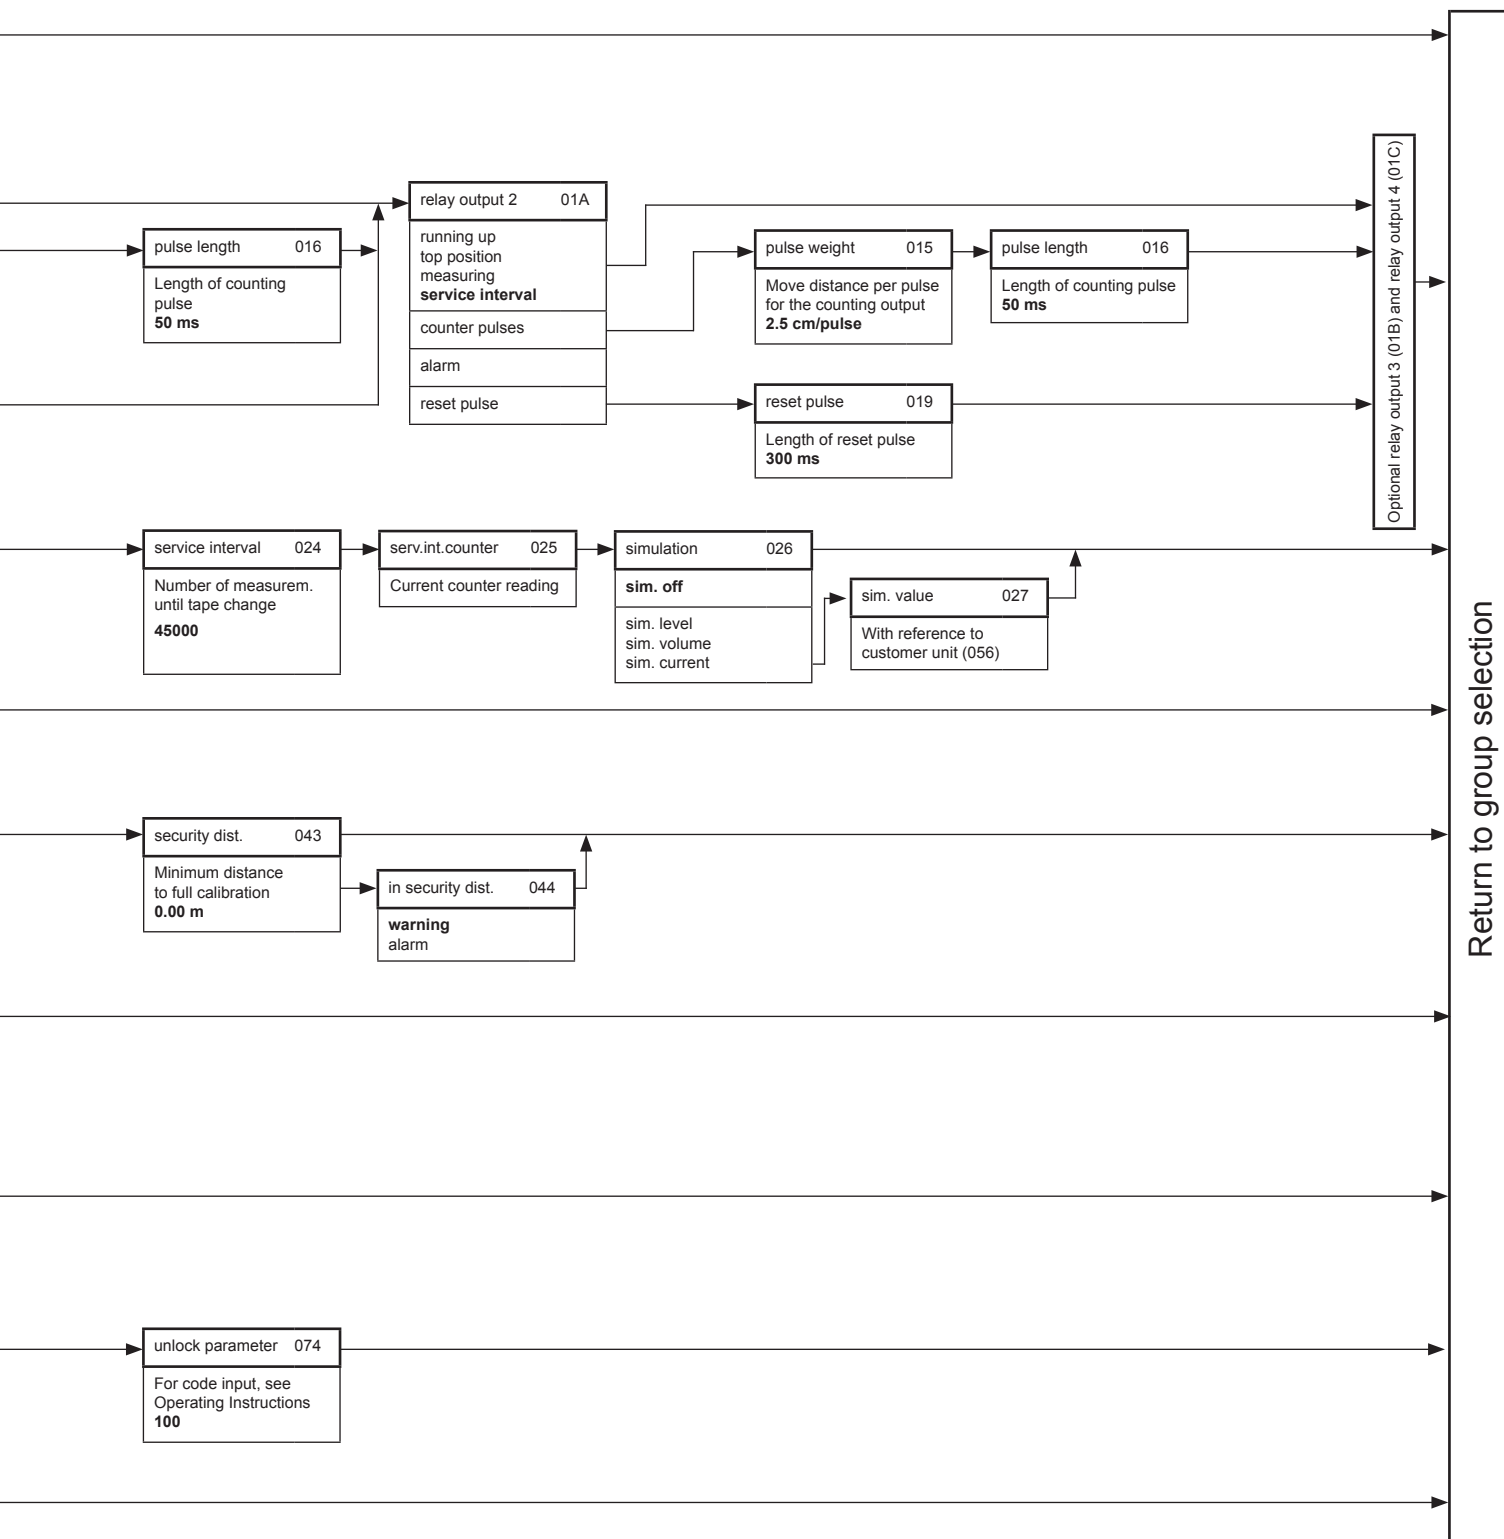 relay output 2 01A
running up
top position
measuring
service interval
counter pulses
alarm
reset pulse
pulse length 016
Length of counting
pulse
50 ms
pulse weight 015
Move distance per pulse
for the counting output
2.5 cm/pulse
pulse length 016
Length of counting pulse
50 ms
reset pulse 019
Length of reset pulse
300 ms
Optional relay output 3 (01B) and relay output 4 (01C)
service interval 024
Number of measurem.
until tape change
45000
serv.int.counter 025
Current counter reading
simulation 026
sim. off
sim. level
sim. volume
sim. current
sim. value 027
With reference to
customer unit (056)
security dist. 043
Minimum distance
to full calibration
0.00 m
in security dist. 044
warning
alarm
unlock parameter 074
For code input, see
Operating Instructions
100
Return to group selection